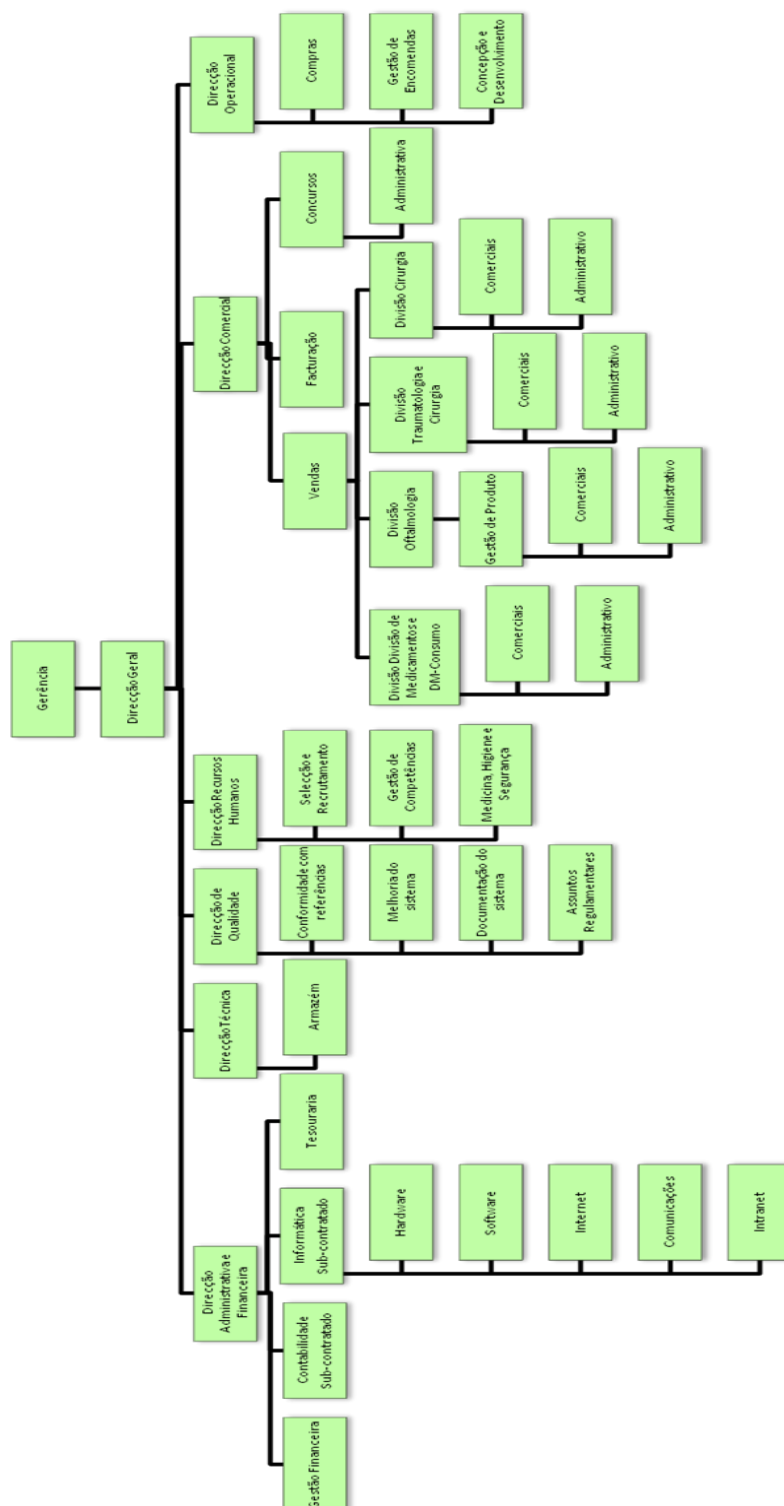 Gerência
Direcção Geral
Direcção
Administrativa e
Financeira
Direcção Técnica
Direcção de
Qualidade
Direcção Recursos
Humanos
Direcção Comercial
Direcção
Operacional
Gestão Financeira
Contabilidade
Sub-contratado
Informática
Sub-contratado
Tesouraria
Hardware
Software
Internet
Comunicações
Intranet
Armazém
Conformidade com
referências
Melhoria do
sistema
Documentação do
sistema
Assuntos
Regulamentares
Selecção e
Recrutamento
Gestão de
Competências
Medicina, Higiene e
Segurança
Vendas
Facturação
Concursos
Divisão Divisão de
Medicamentos e
DM-Consumo
Comerciais
Administrativo
Divisão
Oftalmologia
Gestão de Produto
Comerciais
Administrativo
Divisão
Traumatologia e
Cirurgia
Comerciais
Administrativo
Divisão Cirurgia
Comerciais
Administrativo
Administrativa
Compras
Gestão de
Encomendas
Concepção e
Desenvolvimento